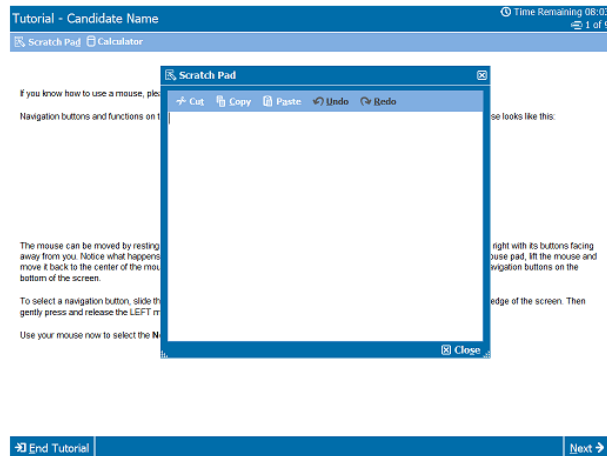 Tutorial - Candidate Name
Time Remaining 08:03
1 of 9
Scratch Pad Calculator
Scratch Pad
Cut Copy Paste Undo Redo
If you know how to use a mouse,
Navigation buttons and functions on
se looks like this:
The mouse can be moved by resting
right with its buttons facing
away from you. Notice what happens
pad, lift the mouse and
move it back to the center of the
navigation buttons on the
bottom of the screen.
To select a navigation button, slide
edge of the screen. Then
gently press and release the LEFT
Use your mouse now to select the
Close
End Tutorial
Next